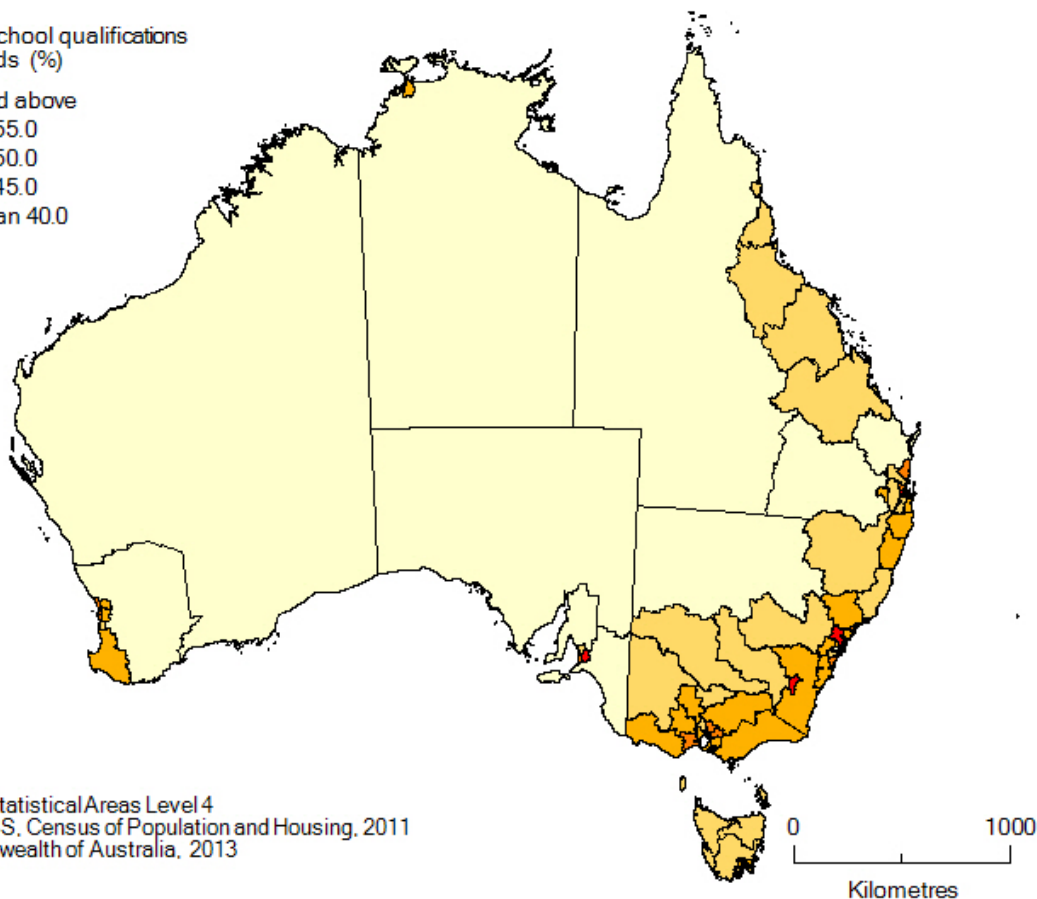 chool qualifications
ds (%)
d above
55.0
50.0
45.0
an 40.0
tatistical Areas Level 4
S, Census of Population and Housing, 2011
wealth of Australia, 2013
0 1000
Kilometres